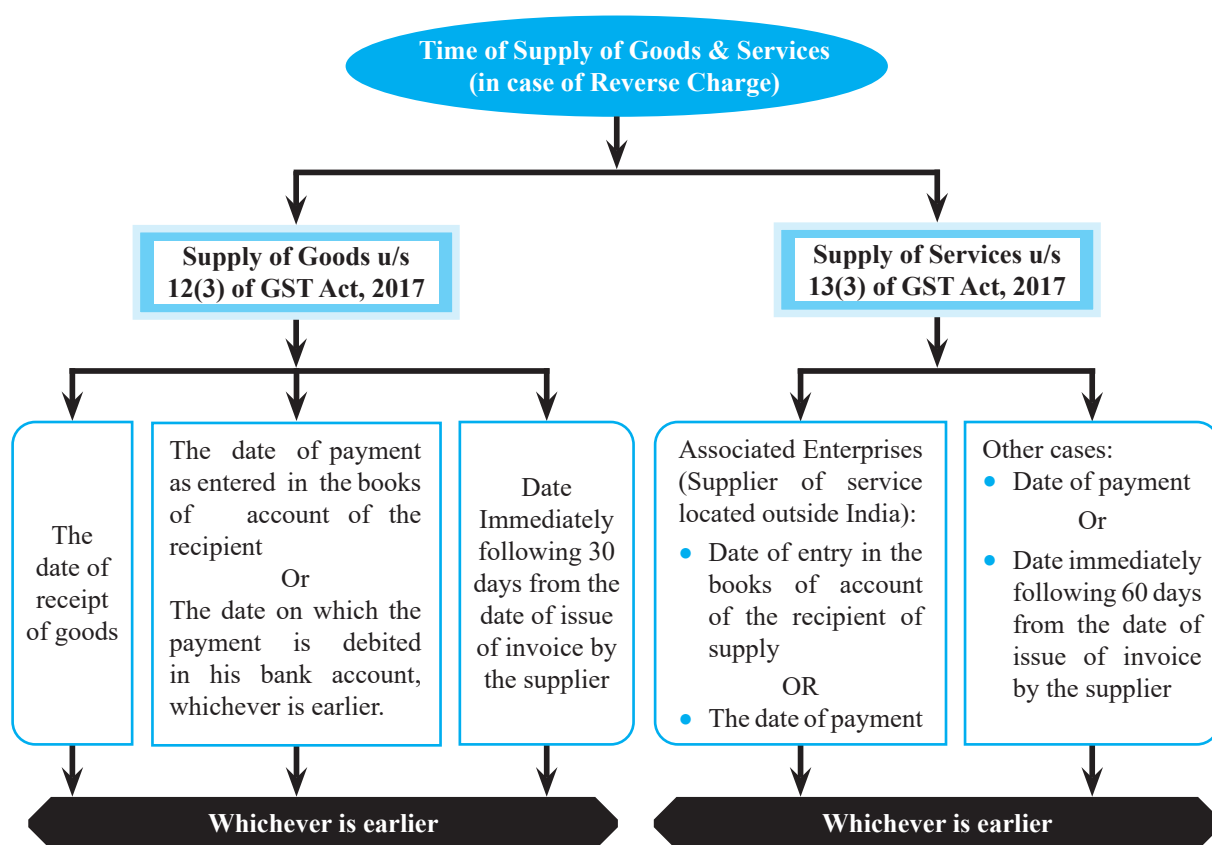 Time of Supply of Goods & Services
(in case of Reverse Charge)
Supply of Goods u/s
12(3) of GST Act, 2017
Supply of Services u/s
13(3) of GST Act, 2017
The
date of
receipt
of goods
The date of payment
as entered in the books
of account of the
recipient
Or
The date on which the
payment is debited
in his bank account,
whichever is earlier.
Date
Immediately
following 30
days from the
date of issue
of invoice by
the supplier
Associated Enterprises
(Supplier of service
located outside India):
• Date of entry in the
books of account
of the recipient of
supply
OR
• The date of payment
Other cases:
• Date of payment
Or
• Date immediately
following 60 days
from the date of
issue of invoice
by the supplier
Whichever is earlier
Whichever is earlier